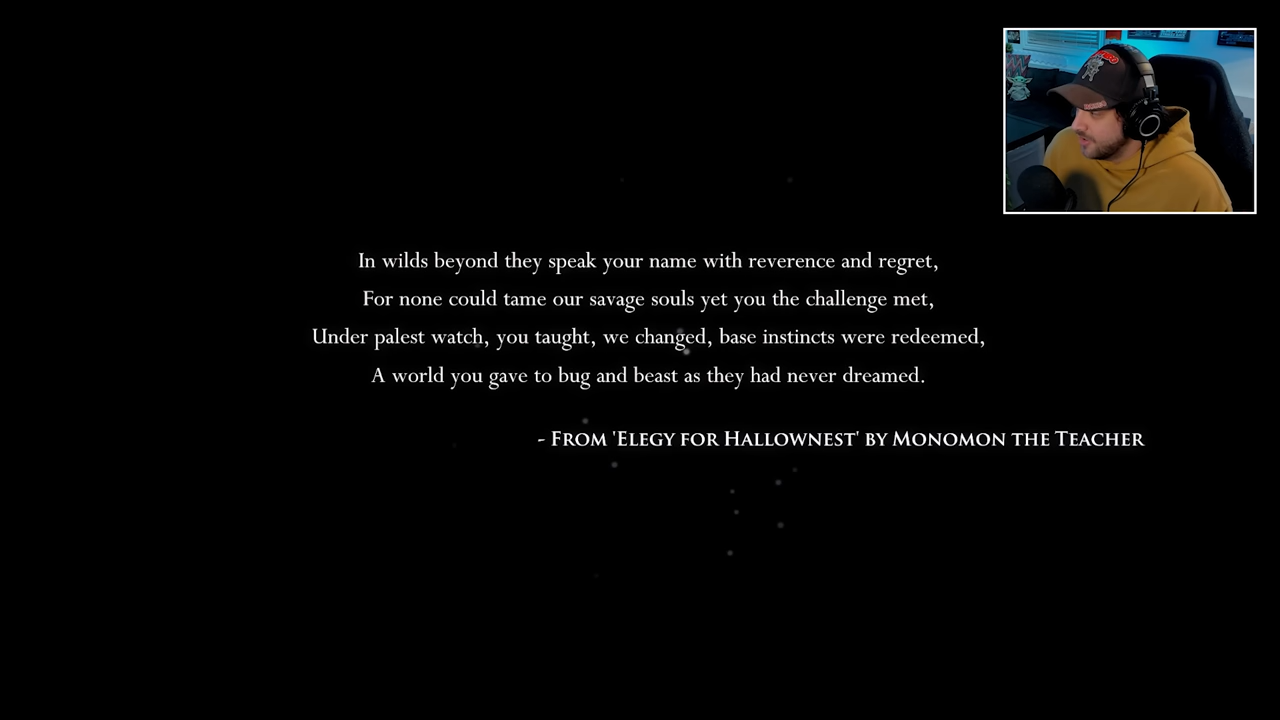 In wilds beyond they speak your name with reverence and regret,
For none could tame our savage souls yet you the challenge met,
Under palest watch, you taught, we changed, base instincts were redeemed,
A world you gave to bug and beast as they had never dreamed.
- From 'Elegy for Hallownest' by Monomon the Teacher